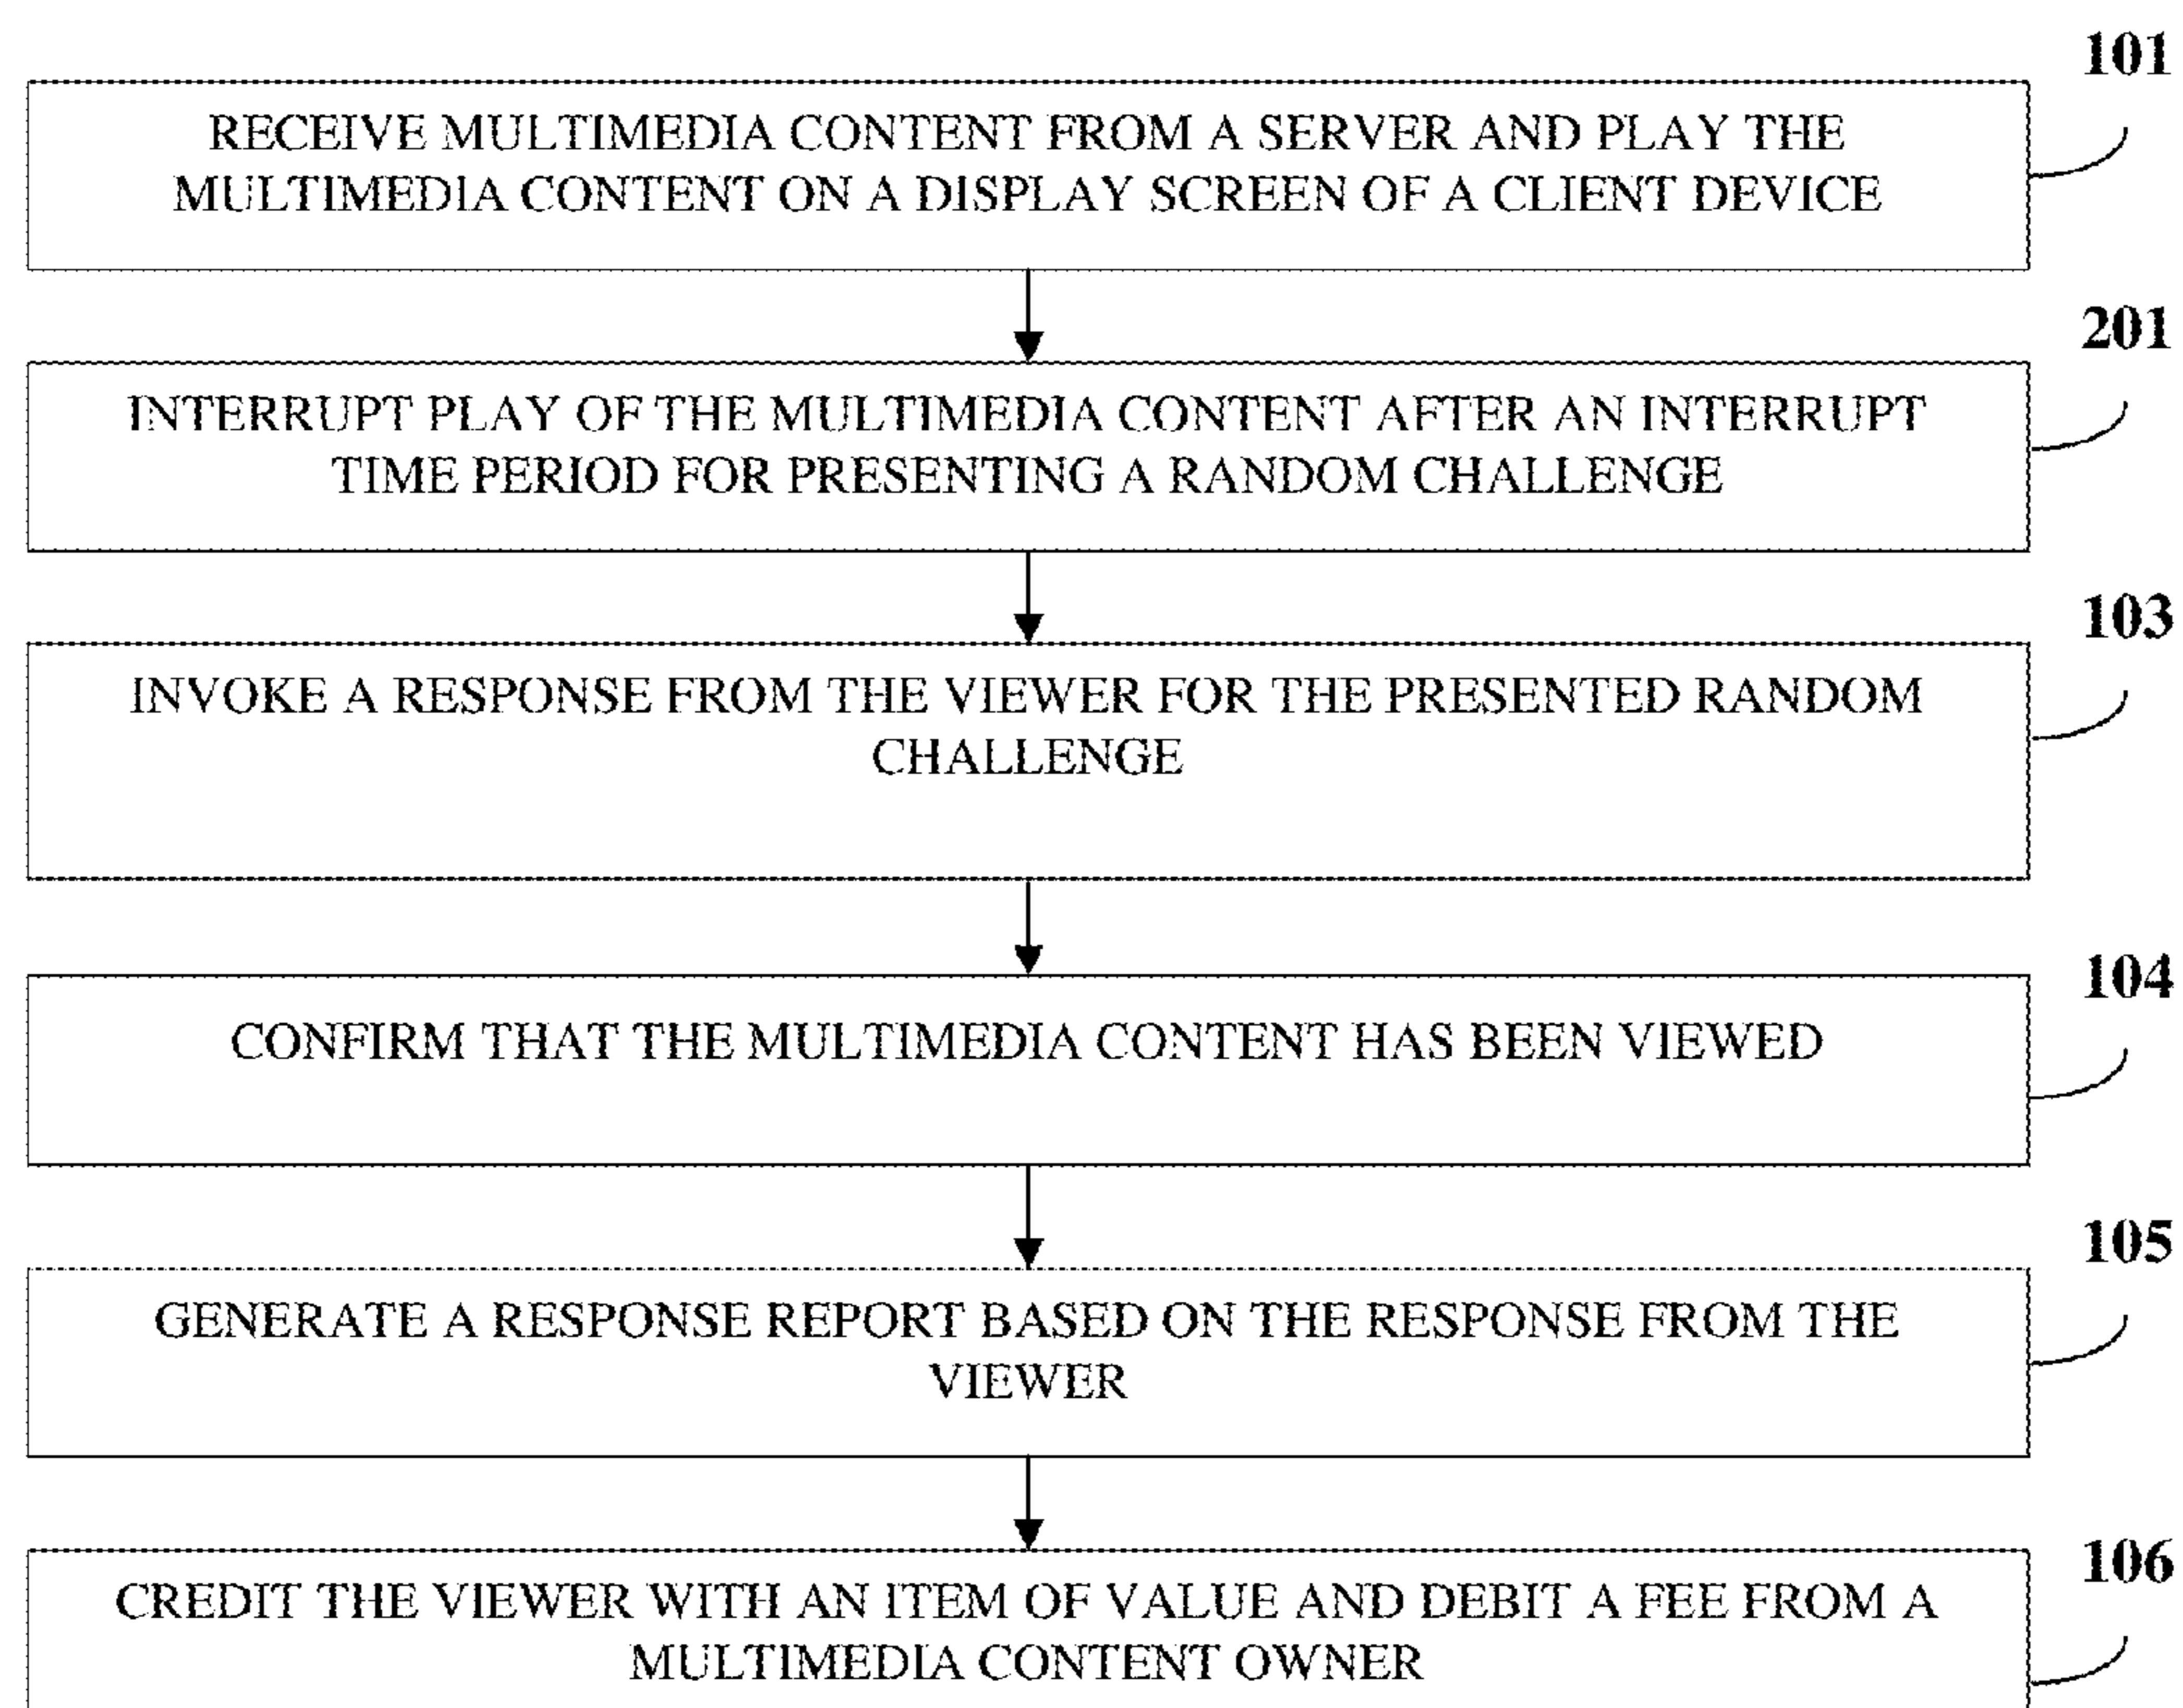 101
RECEIVE MULTIMEDIA CONTENT FROM A SERVER AND PLAY THE
MULTIMEDIA CONTENT ON A DISPLAY SCREEN OF A CLIENT DEVICE
201
INTERRUPT PLAY OF THE MULTIMEDIA CONTENT AFTER AN INTERRUPT
TIME PERIOD FOR PRESENTING A RANDOM CHALLENGE
103
INVOKE A RESPONSE FROM THE VIEWER FOR THE PRESENTED RANDOM
CHALLENGE
104
CONFIRM THAT THE MULTIMEDIA CONTENT HAS BEEN VIEWED
105
GENERATE A RESPONSE REPORT BASED ON THE RESPONSE FROM THE
VIEWER
106
CREDIT THE VIEWER WITH AN ITEM OF VALUE AND DEBIT A FEE FROM A
MULTIMEDIA CONTENT OWNER